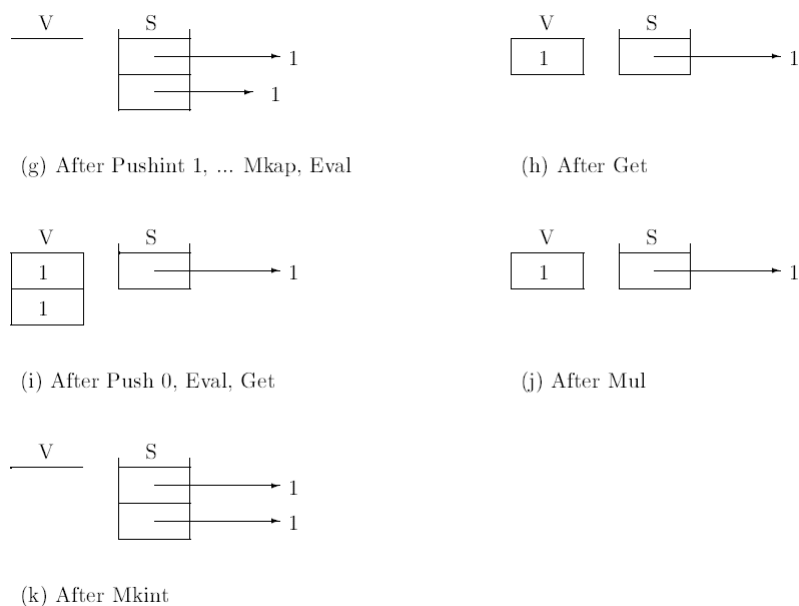 V S
1
1
(g) After Pushint 1, ... Mkap, Eval
V S
1 1
(h) After Get
V S
1 1
1
(i) After Push 0, Eval, Get
V S
1 1
(j) After Mul
V S
1
1
(k) After Mkint